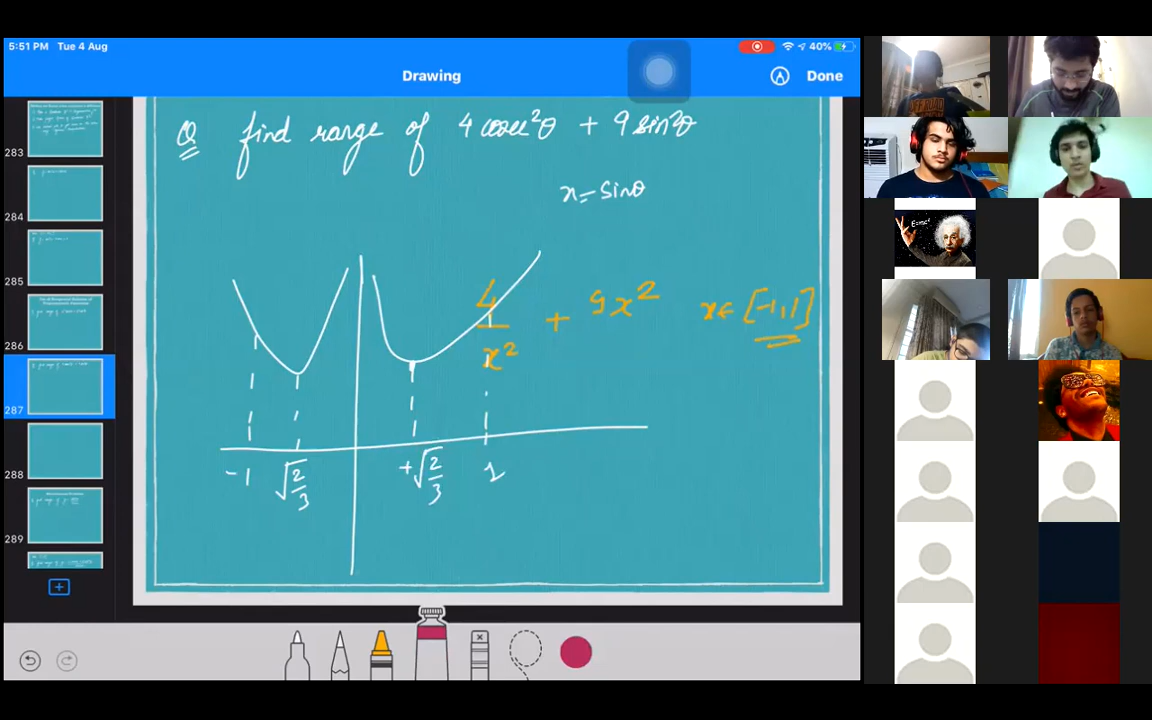 5:51 PM Tue 4 Aug
40%
Drawing
Done
Q find range of 4 cosec²θ + 9 sin²θ
x = sinθ
4/x² + 9x² x ∈ [-1,1]
-1 √2/3 +√2/3 1
283
284
285
286
287
288
289